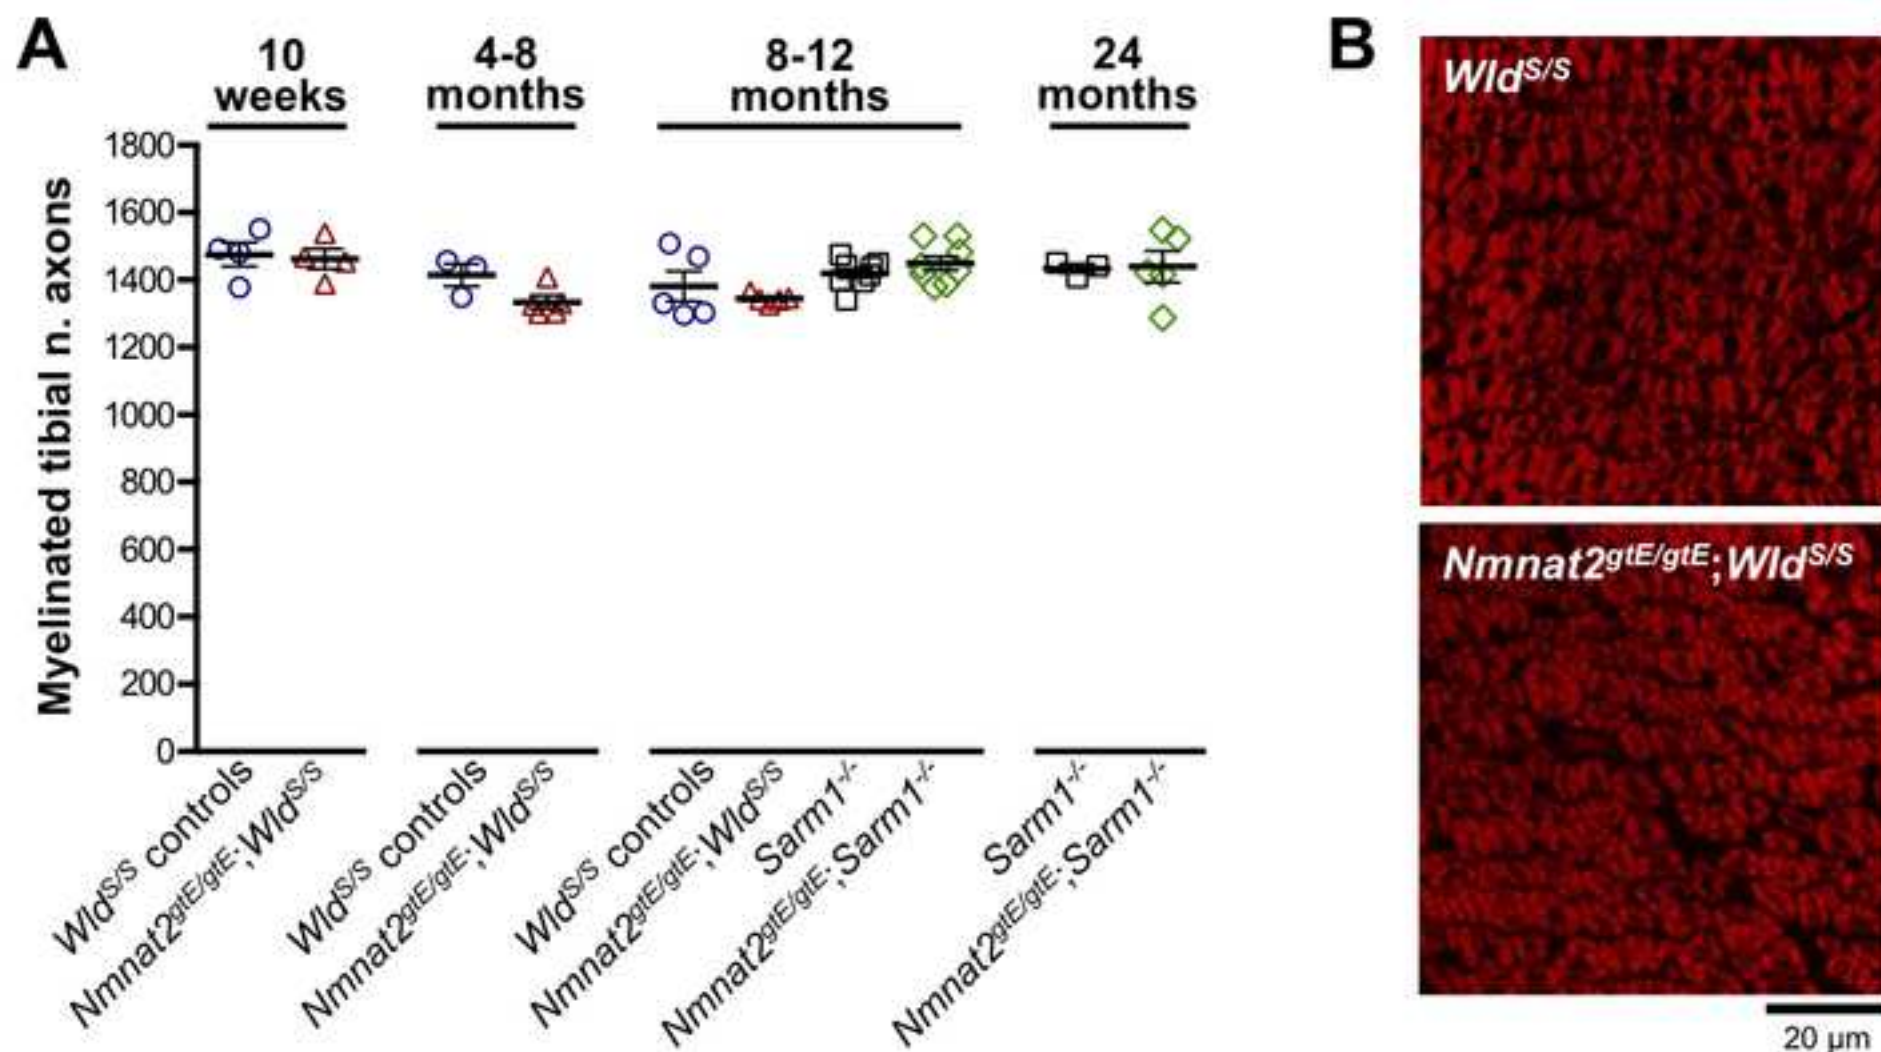 A
10
weeks
4-8
months
8-12
months
24
months
B
Myelinated tibial n. axons
1800
1600
1400
1200
1000
800
600
400
200
0
Wld^S/S controls
Nmnat2^gtE/gtE;Wld^S/S
Wld^S/S controls
Nmnat2^gtE/gtE;Wld^S/S
Wld^S/S controls
Nmnat2^gtE/gtE;Wld^S/S
Sarm1^-/-
Nmnat2^gtE/gtE;Sarm1^-/-
Sarm1^-/-
Nmnat2^gtE/gtE;Sarm1^-/-
Wld^S/S
Nmnat2^gtE/gtE;Wld^S/S
20 µm